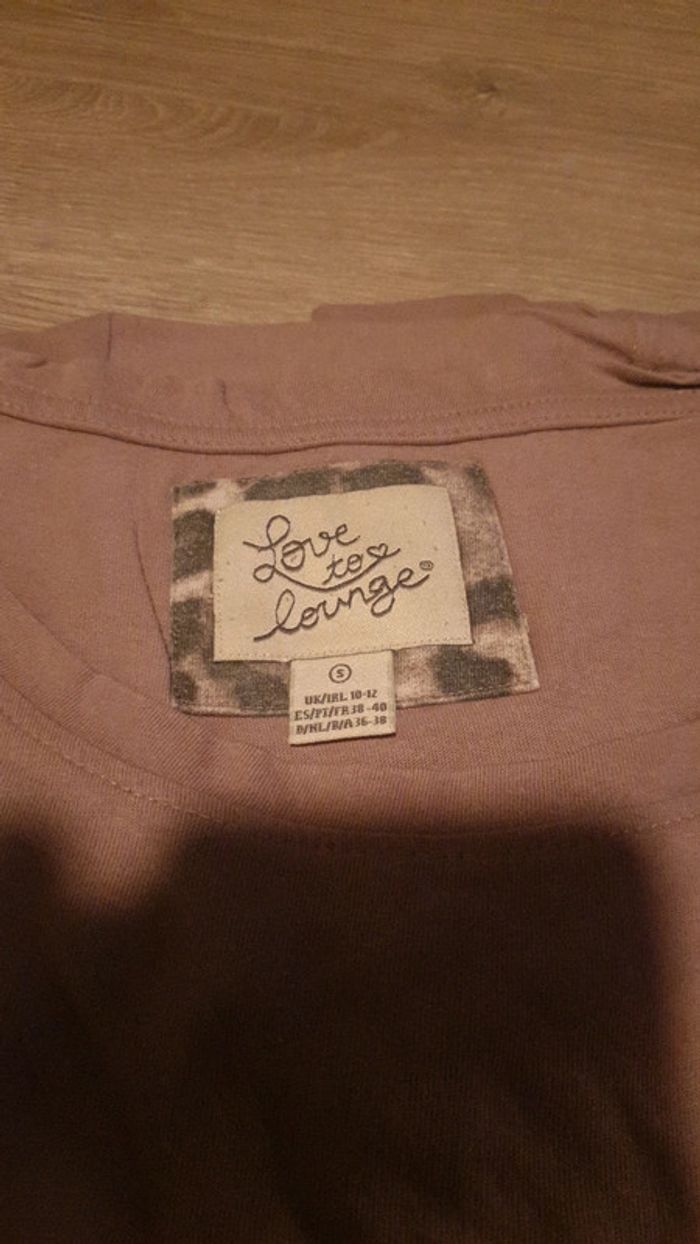 Love
to
lounge®
S
UK/IRL 10-12
ES/PT/FR 38-40
D/NL/B/A 36-38